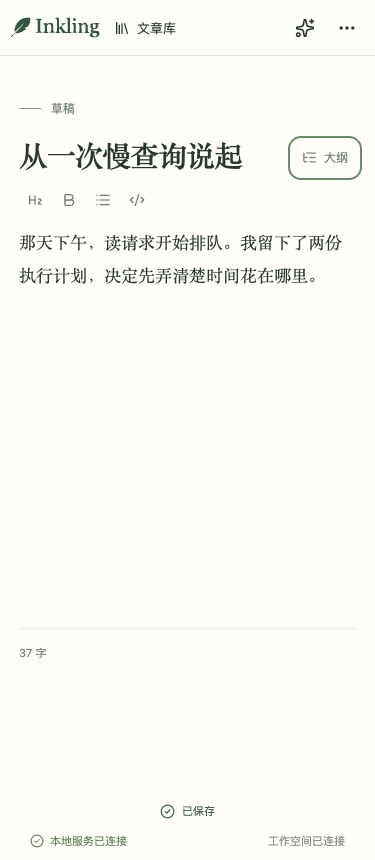 Inkling 文章库
草稿
从一次慢查询说起
大纲
H2 B </>
那天下午，读请求开始排队。我留下了两份
执行计划，决定先弄清楚时间花在哪里。
37 字
已保存
本地服务已连接 工作空间已连接